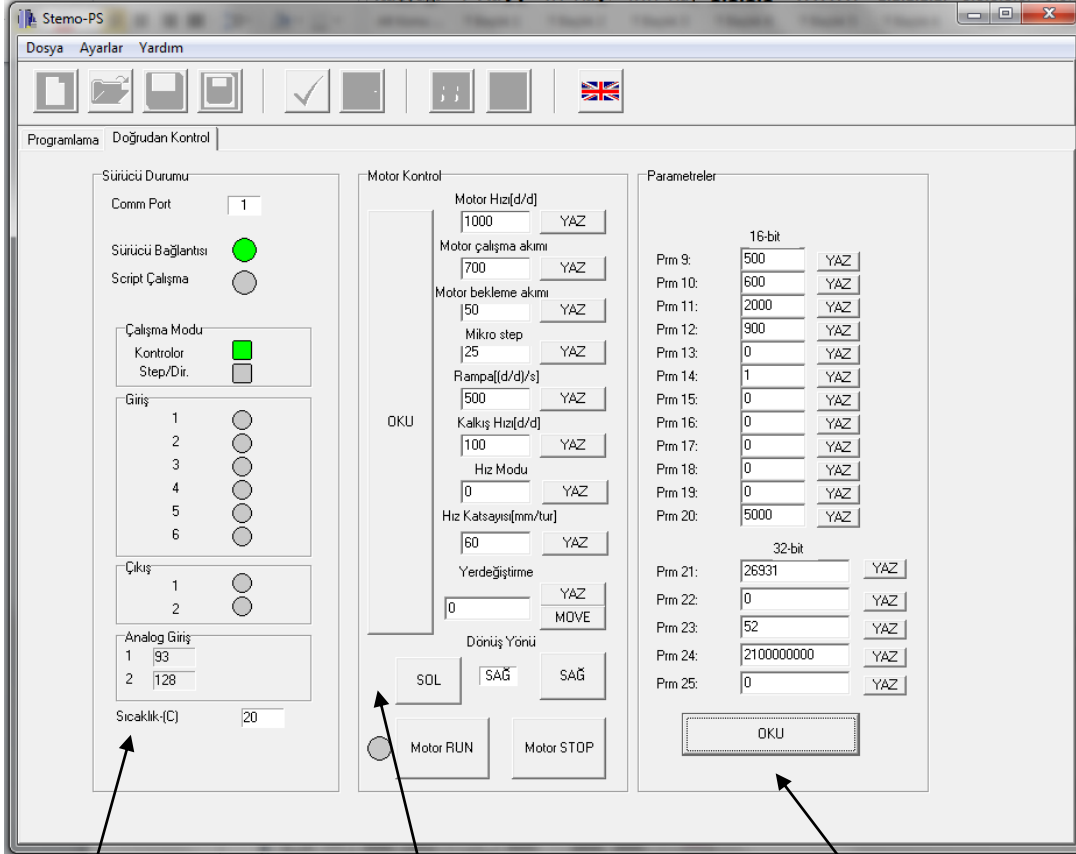 Stemo-PS
Dosya Ayarlar Yardım
Programlama Doğrudan Kontrol
Sürücü Durumu
Comm Port 1
Sürücü Bağlantısı
Script Çalışma
Çalışma Modu
Kontrolor
Step/Dir.
Giriş
1
2
3
4
5
6
Çıkış
1
2
Analog Giriş
1 93
2 128
Sıcaklık-(C) 20
Motor Kontrol
OKU
Motor Hızı[d/d]
1000 YAZ
Motor çalışma akımı
700 YAZ
Motor bekleme akımı
50 YAZ
Mikro step
25 YAZ
Rampa[(d/d)/s]
500 YAZ
Kalkış Hızı[d/d]
100 YAZ
Hız Modu
0 YAZ
Hız Katsayısı[mm/tur]
60 YAZ
Yerdeğiştirme
0 YAZ
MOVE
Dönüş Yönü
SOL SAĞ SAĞ
Motor RUN Motor STOP
Parametreler
16-bit
Prm 9: 500 YAZ
Prm 10: 600 YAZ
Prm 11: 2000 YAZ
Prm 12: 900 YAZ
Prm 13: 0 YAZ
Prm 14: 1 YAZ
Prm 15: 0 YAZ
Prm 16: 0 YAZ
Prm 17: 0 YAZ
Prm 18: 0 YAZ
Prm 19: 0 YAZ
Prm 20: 5000 YAZ
32-bit
Prm 21: 26931 YAZ
Prm 22: 0 YAZ
Prm 23: 52 YAZ
Prm 24: 2100000000 YAZ
Prm 25: 0 YAZ
OKU